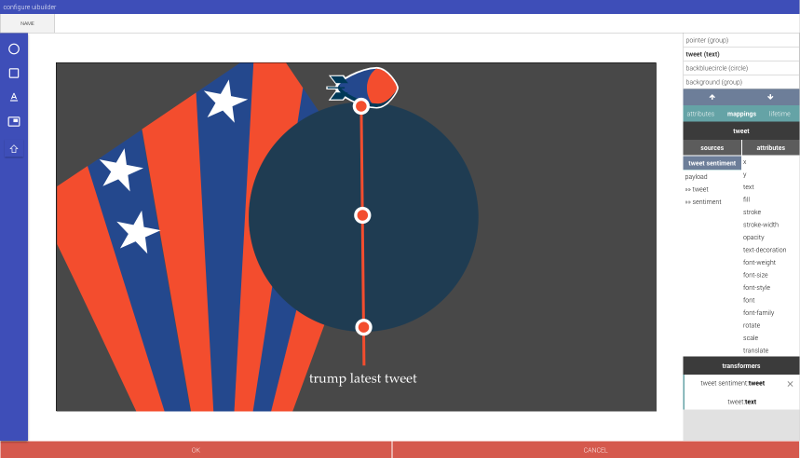 configure uibuilder
NAME
pointer (group)
tweet (text)
backbluecircle (circle)
background (group)
attributes mappings lifetime
tweet
sources attributes
tweet sentiment x
payload y
⇔ tweet text
⇔ sentiment fill
stroke
stroke-width
opacity
text-decoration
font-weight
font-size
font-style
font
font-family
rotate
scale
translate
transformers
tweet sentiment:tweet
tweet:text
trump latest tweet
OK CANCEL